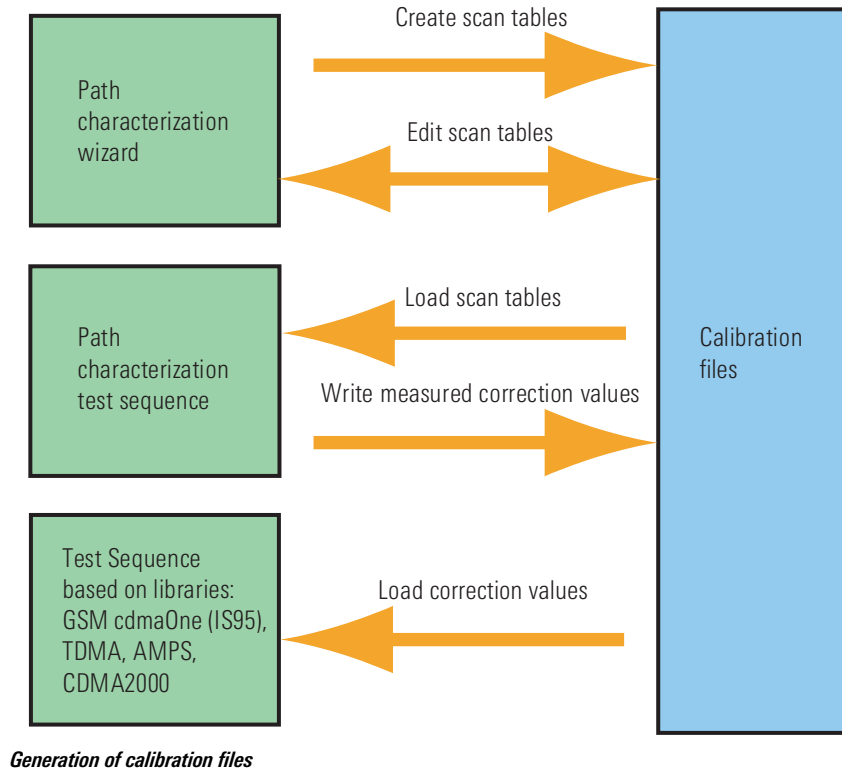 Create scan tables
Path
characterization
wizard
Edit scan tables
Load scan tables
Path
characterization
test sequence
Write measured correction values
Calibration
files
Test Sequence
based on libraries:
GSM cdmaOne (IS95),
TDMA, AMPS,
CDMA2000
Load correction values
Generation of calibration files